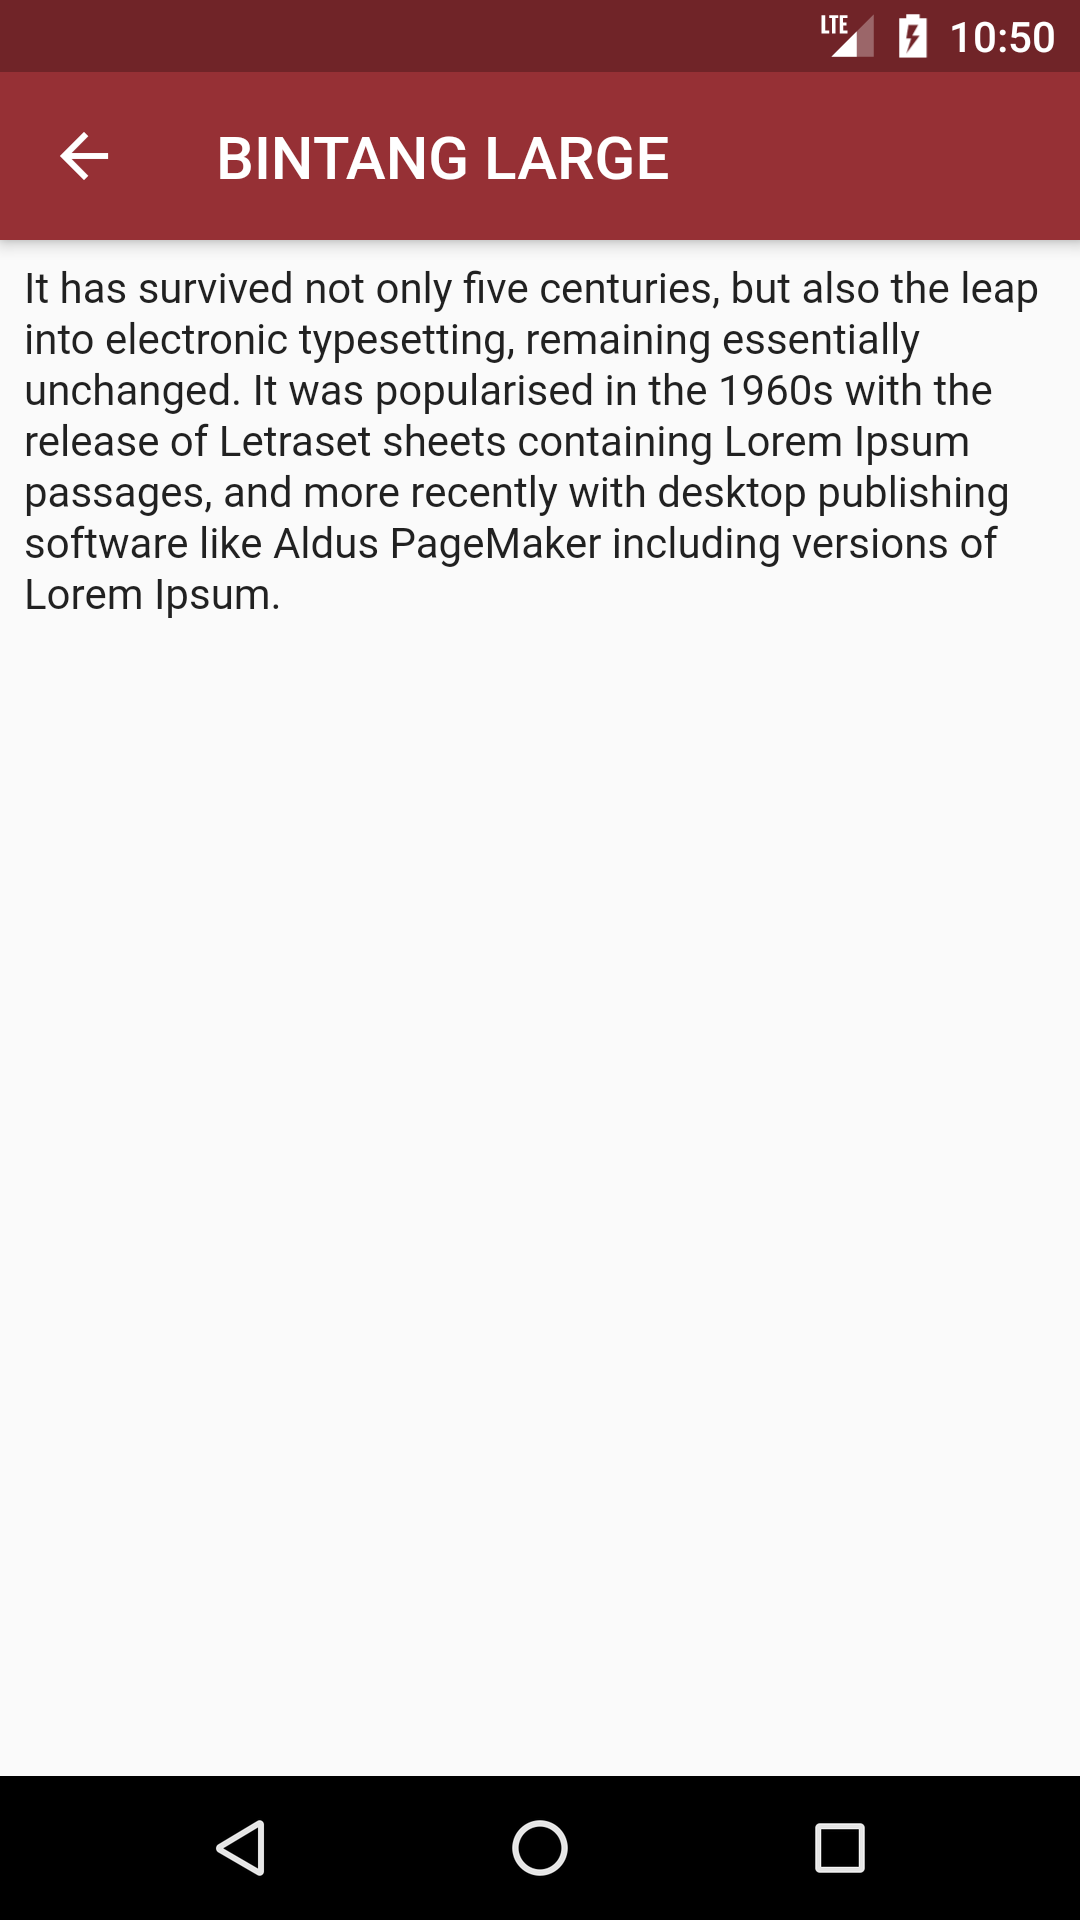 LTE 10:50
BINTANG LARGE
It has survived not only five centuries, but also the leap
into electronic typesetting, remaining essentially
unchanged. It was popularised in the 1960s with the
release of Letraset sheets containing Lorem Ipsum
passages, and more recently with desktop publishing
software like Aldus PageMaker including versions of
Lorem Ipsum.